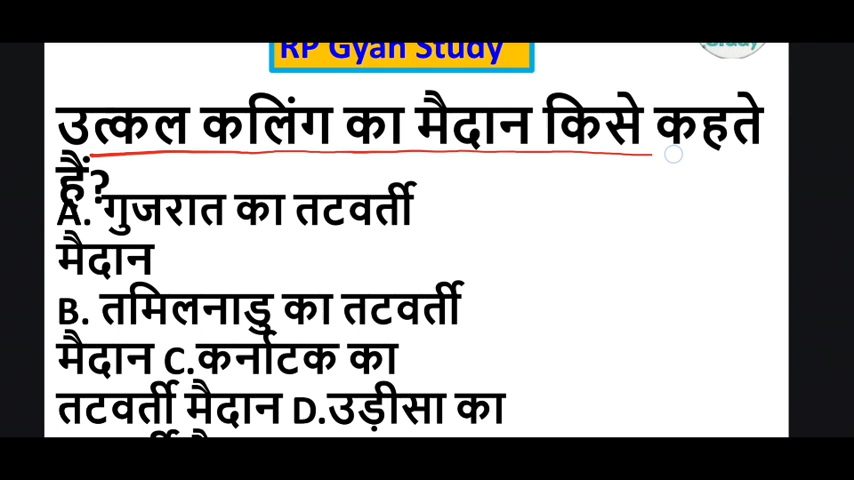 RP Gyan Study
उत्कल कलिंग का मैदान किसे कहते
हैं?
A. गुजरात का तटवर्ती
मैदान
B. तमिलनाडु का तटवर्ती
मैदान C.कर्नाटक का
तटवर्ती मैदान D.उड़ीसा का